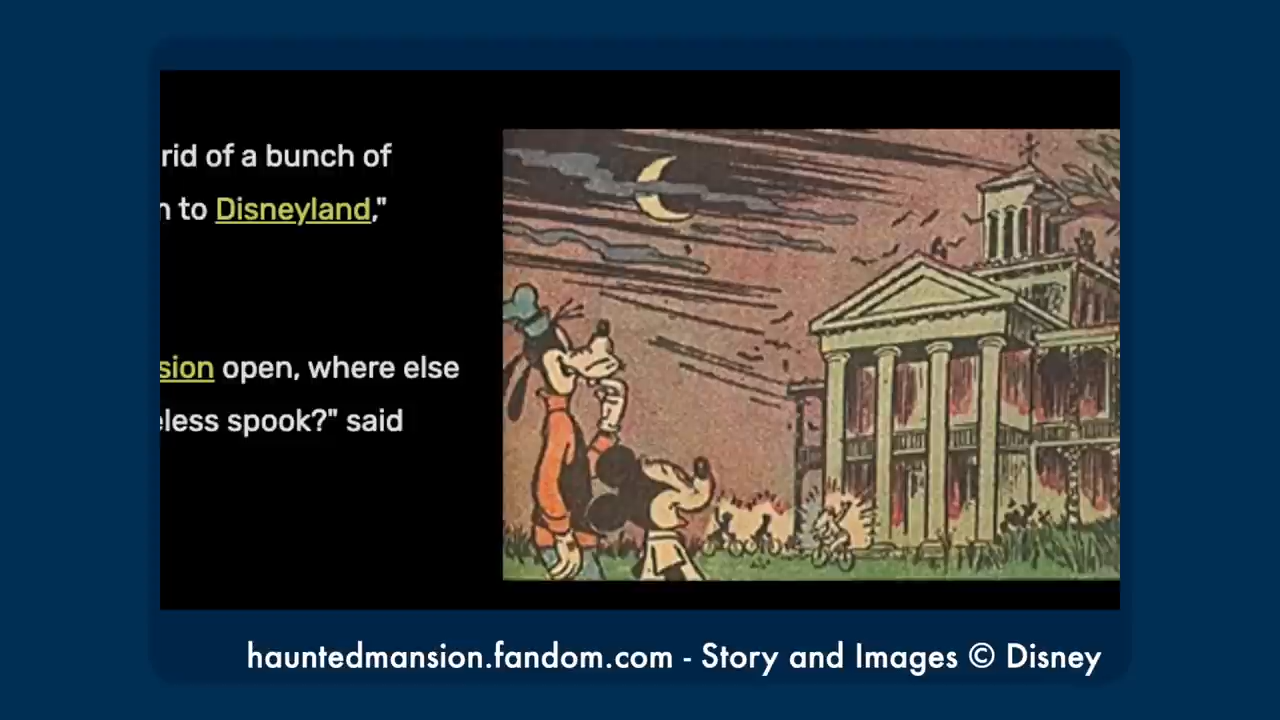 rid of a bunch of
to Disneyland,"
sion open, where else
eless spook?" said
hauntedmansion.fandom.com - Story and Images © Disney